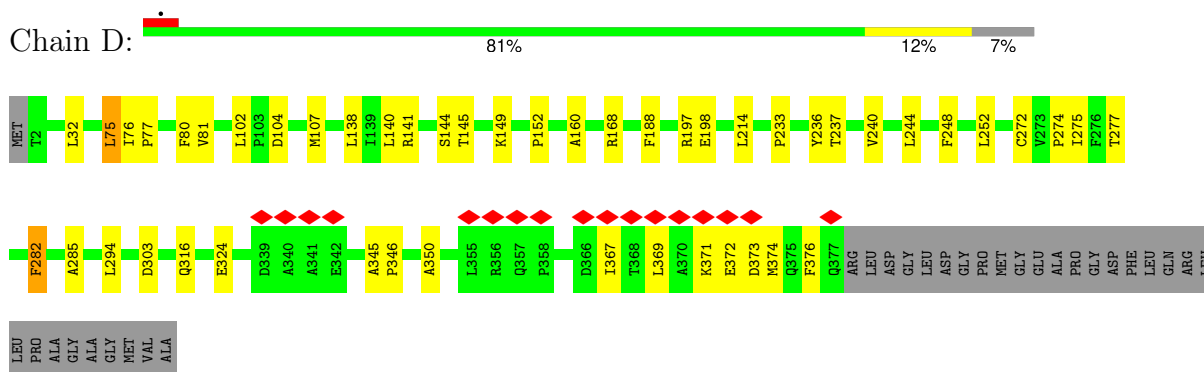 Chain D:
81% 12% 7%
MET T2 L32 L75 I76 P77 F80 V81 L102 P103 D104 M107 L138 I139 L140 R141 S144 T145 K149 P152 A160 R168 F188 R197 E198 L214 P233 Y236 T237 V240 L244 F248 L252 C272 V273 P274 I275 F276 T277
F282 A285 L294 D303 Q316 E324 D339 A340 A341 E342 A345 P346 A350 L355 R356 Q357 P358 D366 I367 T368 L369 A370 K371 E372 D373 M374 Q375 F376 Q377 ARG LEU ASP GLY LEU ASP GLY PRO MET GLY GLU ALA PRO GLY ASP PHE LEU GLN ARG LEU
LEU PRO ALA GLY ALA GLY MET VAL ALA